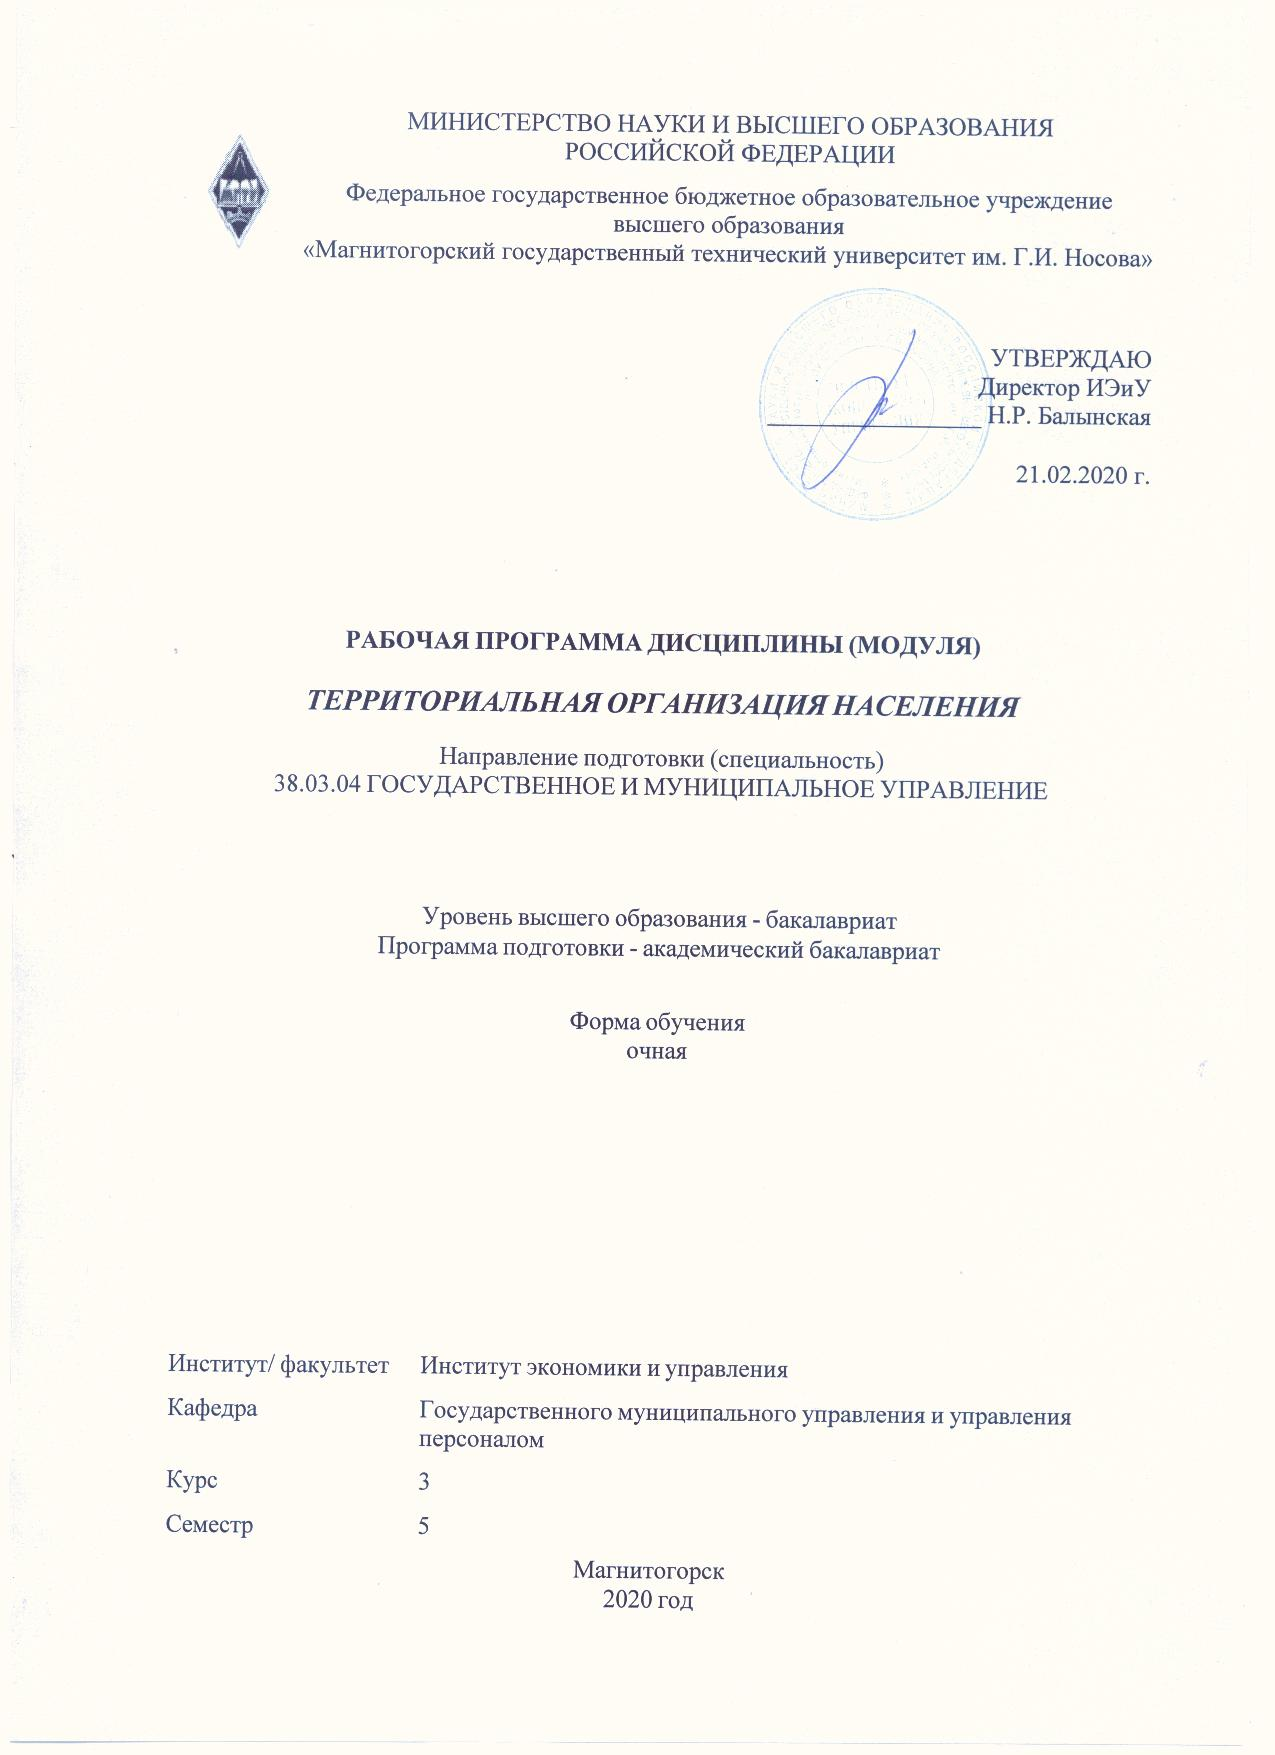 МИНИСТЕРСТВО НАУКИ И ВЫСШЕГО ОБРАЗОВАНИЯ
РОССИЙСКОЙ ФЕДЕРАЦИИ
Федеральное государственное бюджетное образовательное учреждение
высшего образования
«Магнитогорский государственный технический университет им. Г.И. Носова»
УТВЕРЖДАЮ
Директор ИЭиУ
Н.Р. Балынская
21.02.2020 г.
РАБОЧАЯ ПРОГРАММА ДИСЦИПЛИНЫ (МОДУЛЯ)
ТЕРРИТОРИАЛЬНАЯ ОРГАНИЗАЦИЯ НАСЕЛЕНИЯ
Направление подготовки (специальность)
38.03.04 ГОСУДАРСТВЕННОЕ И МУНИЦИПАЛЬНОЕ УПРАВЛЕНИЕ
Уровень высшего образования - бакалавриат
Программа подготовки - академический бакалавриат
Форма обучения
очная
Институт/ факультет Институт экономики и управления
Кафедра Государственного муниципального управления и управления
персоналом
Курс 3
Семестр 5
Магнитогорск
2020 год